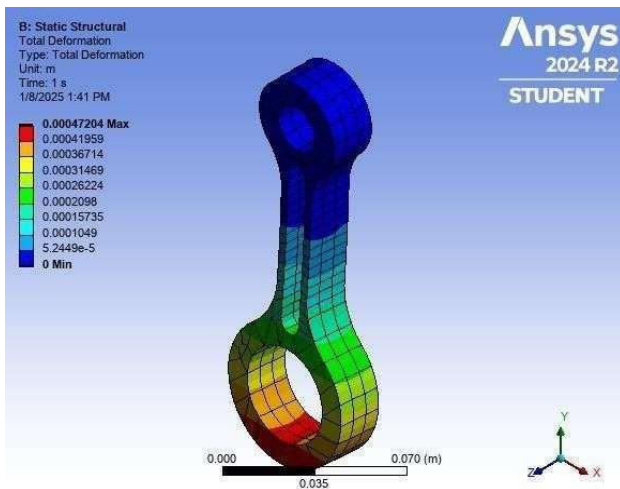 B: Static Structural
Total Deformation
Type: Total Deformation
Unit: m
Time: 1 s
1/8/2025 1:41 PM
0.00047204 Max
0.00041959
0.00036714
0.00031469
0.00026224
0.0002098
0.00015735
0.0001049
5.2449e-5
0 Min
Ansys
2024 R2
STUDENT
0.000
0.070 (m)
0.035
Y
Z
X